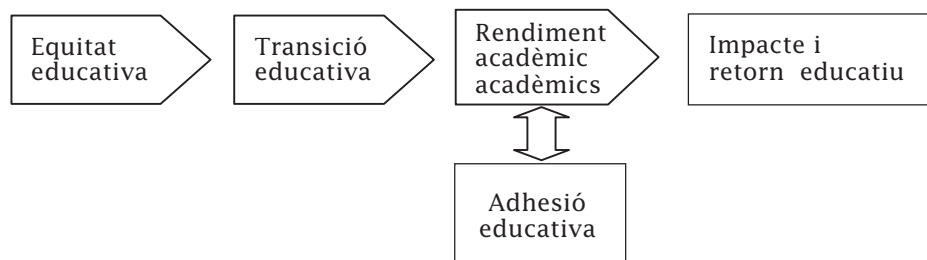 Equitat
educativa
Transició
educativa
Rendiment
acadèmic
acadèmics
Impacte i
retorn educatiu
Adhesió
educativa